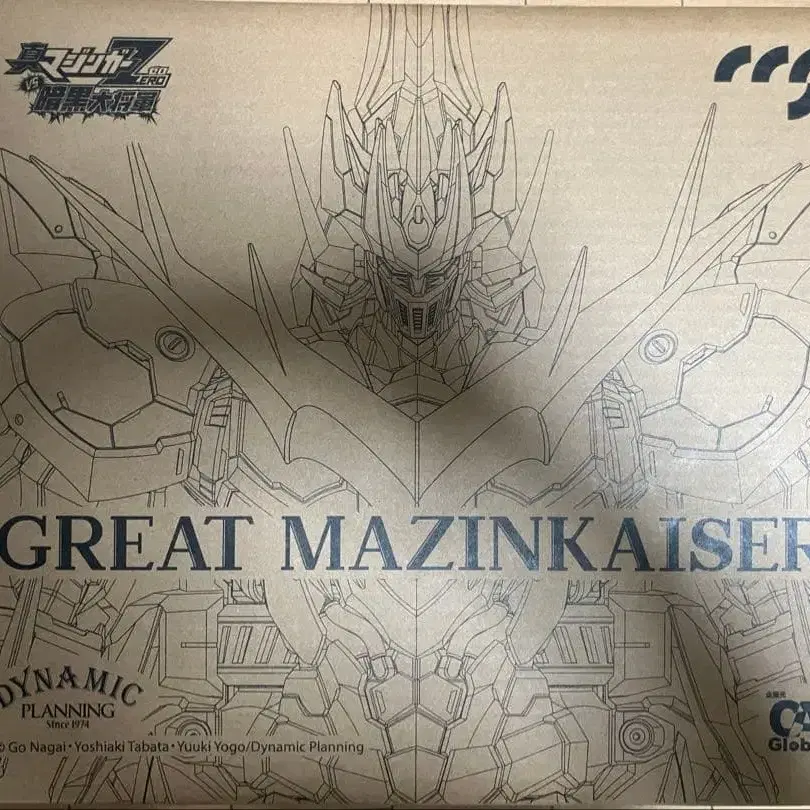 真マジンガーZERO
VS
暗黒大将軍
GREAT MAZINKAISER
DYNAMIC
PLANNING
Since 1974
© Go Nagai・Yoshiaki Tabata・Yuuki Yogo/Dynamic Planning